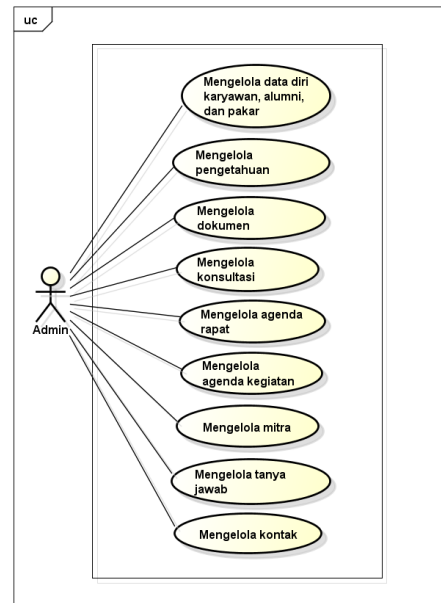 uc
Mengelola data diri
karyawan, alumni,
dan pakar
Mengelola
pengetahuan
Mengelola
dokumen
Mengelola
konsultasi
Admin
Mengelola agenda
rapat
Mengelola
agenda kegiatan
Mengelola mitra
Mengelola tanya
jawab
Mengelola kontak